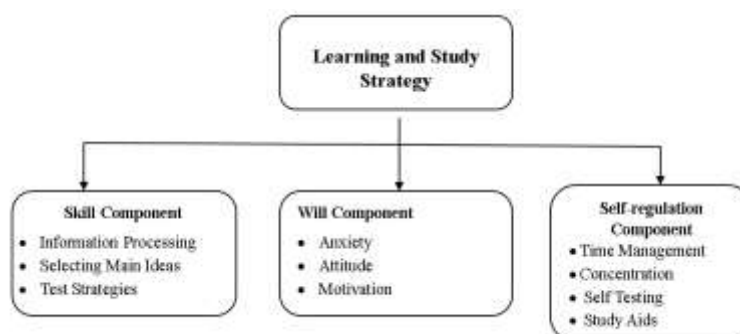 Learning and Study
Strategy
Skill Component
• Information Processing
• Selecting Main Ideas
• Test Strategies
Will Component
• Anxiety
• Attitude
• Motivation
Self-regulation
Component
• Time Management
• Concentration
• Self Testing
• Study Aids